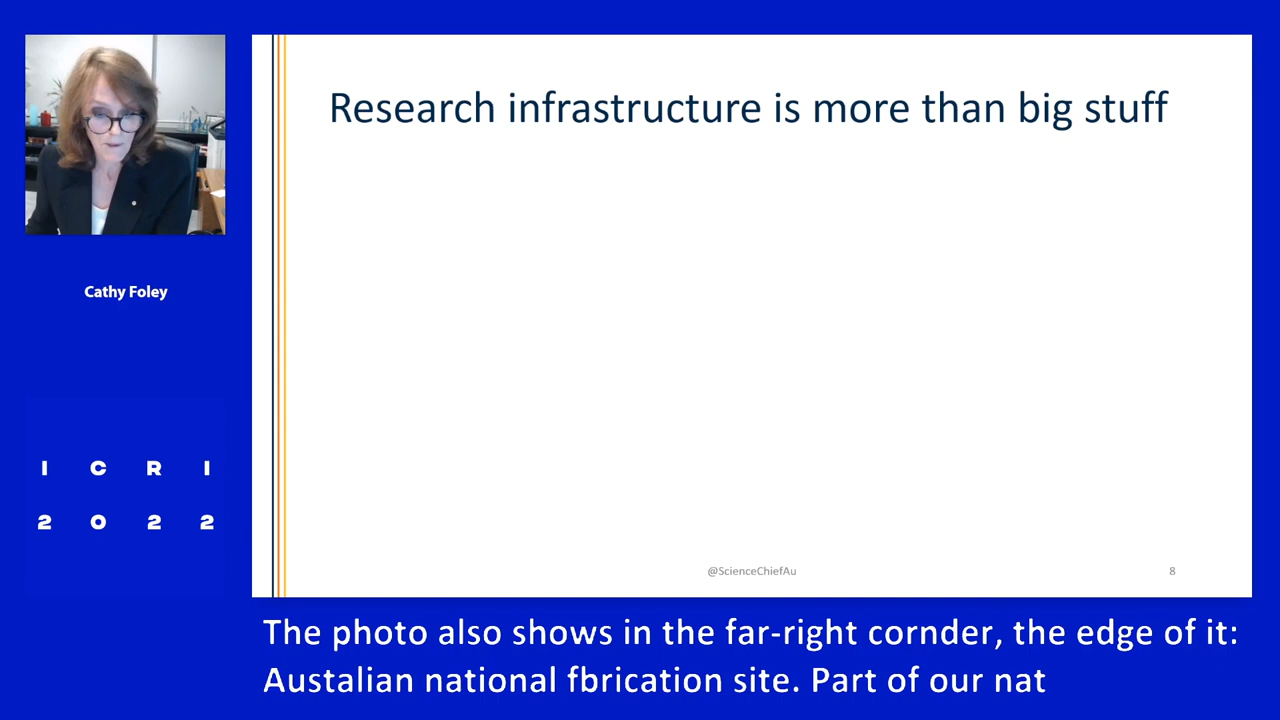 Research infrastructure is more than big stuff
Cathy Foley
I C R I
2 0 2 2
@ScienceChiefAu
8
The photo also shows in the far-right cornder, the edge of it:
Austalian national fbrication site. Part of our nat